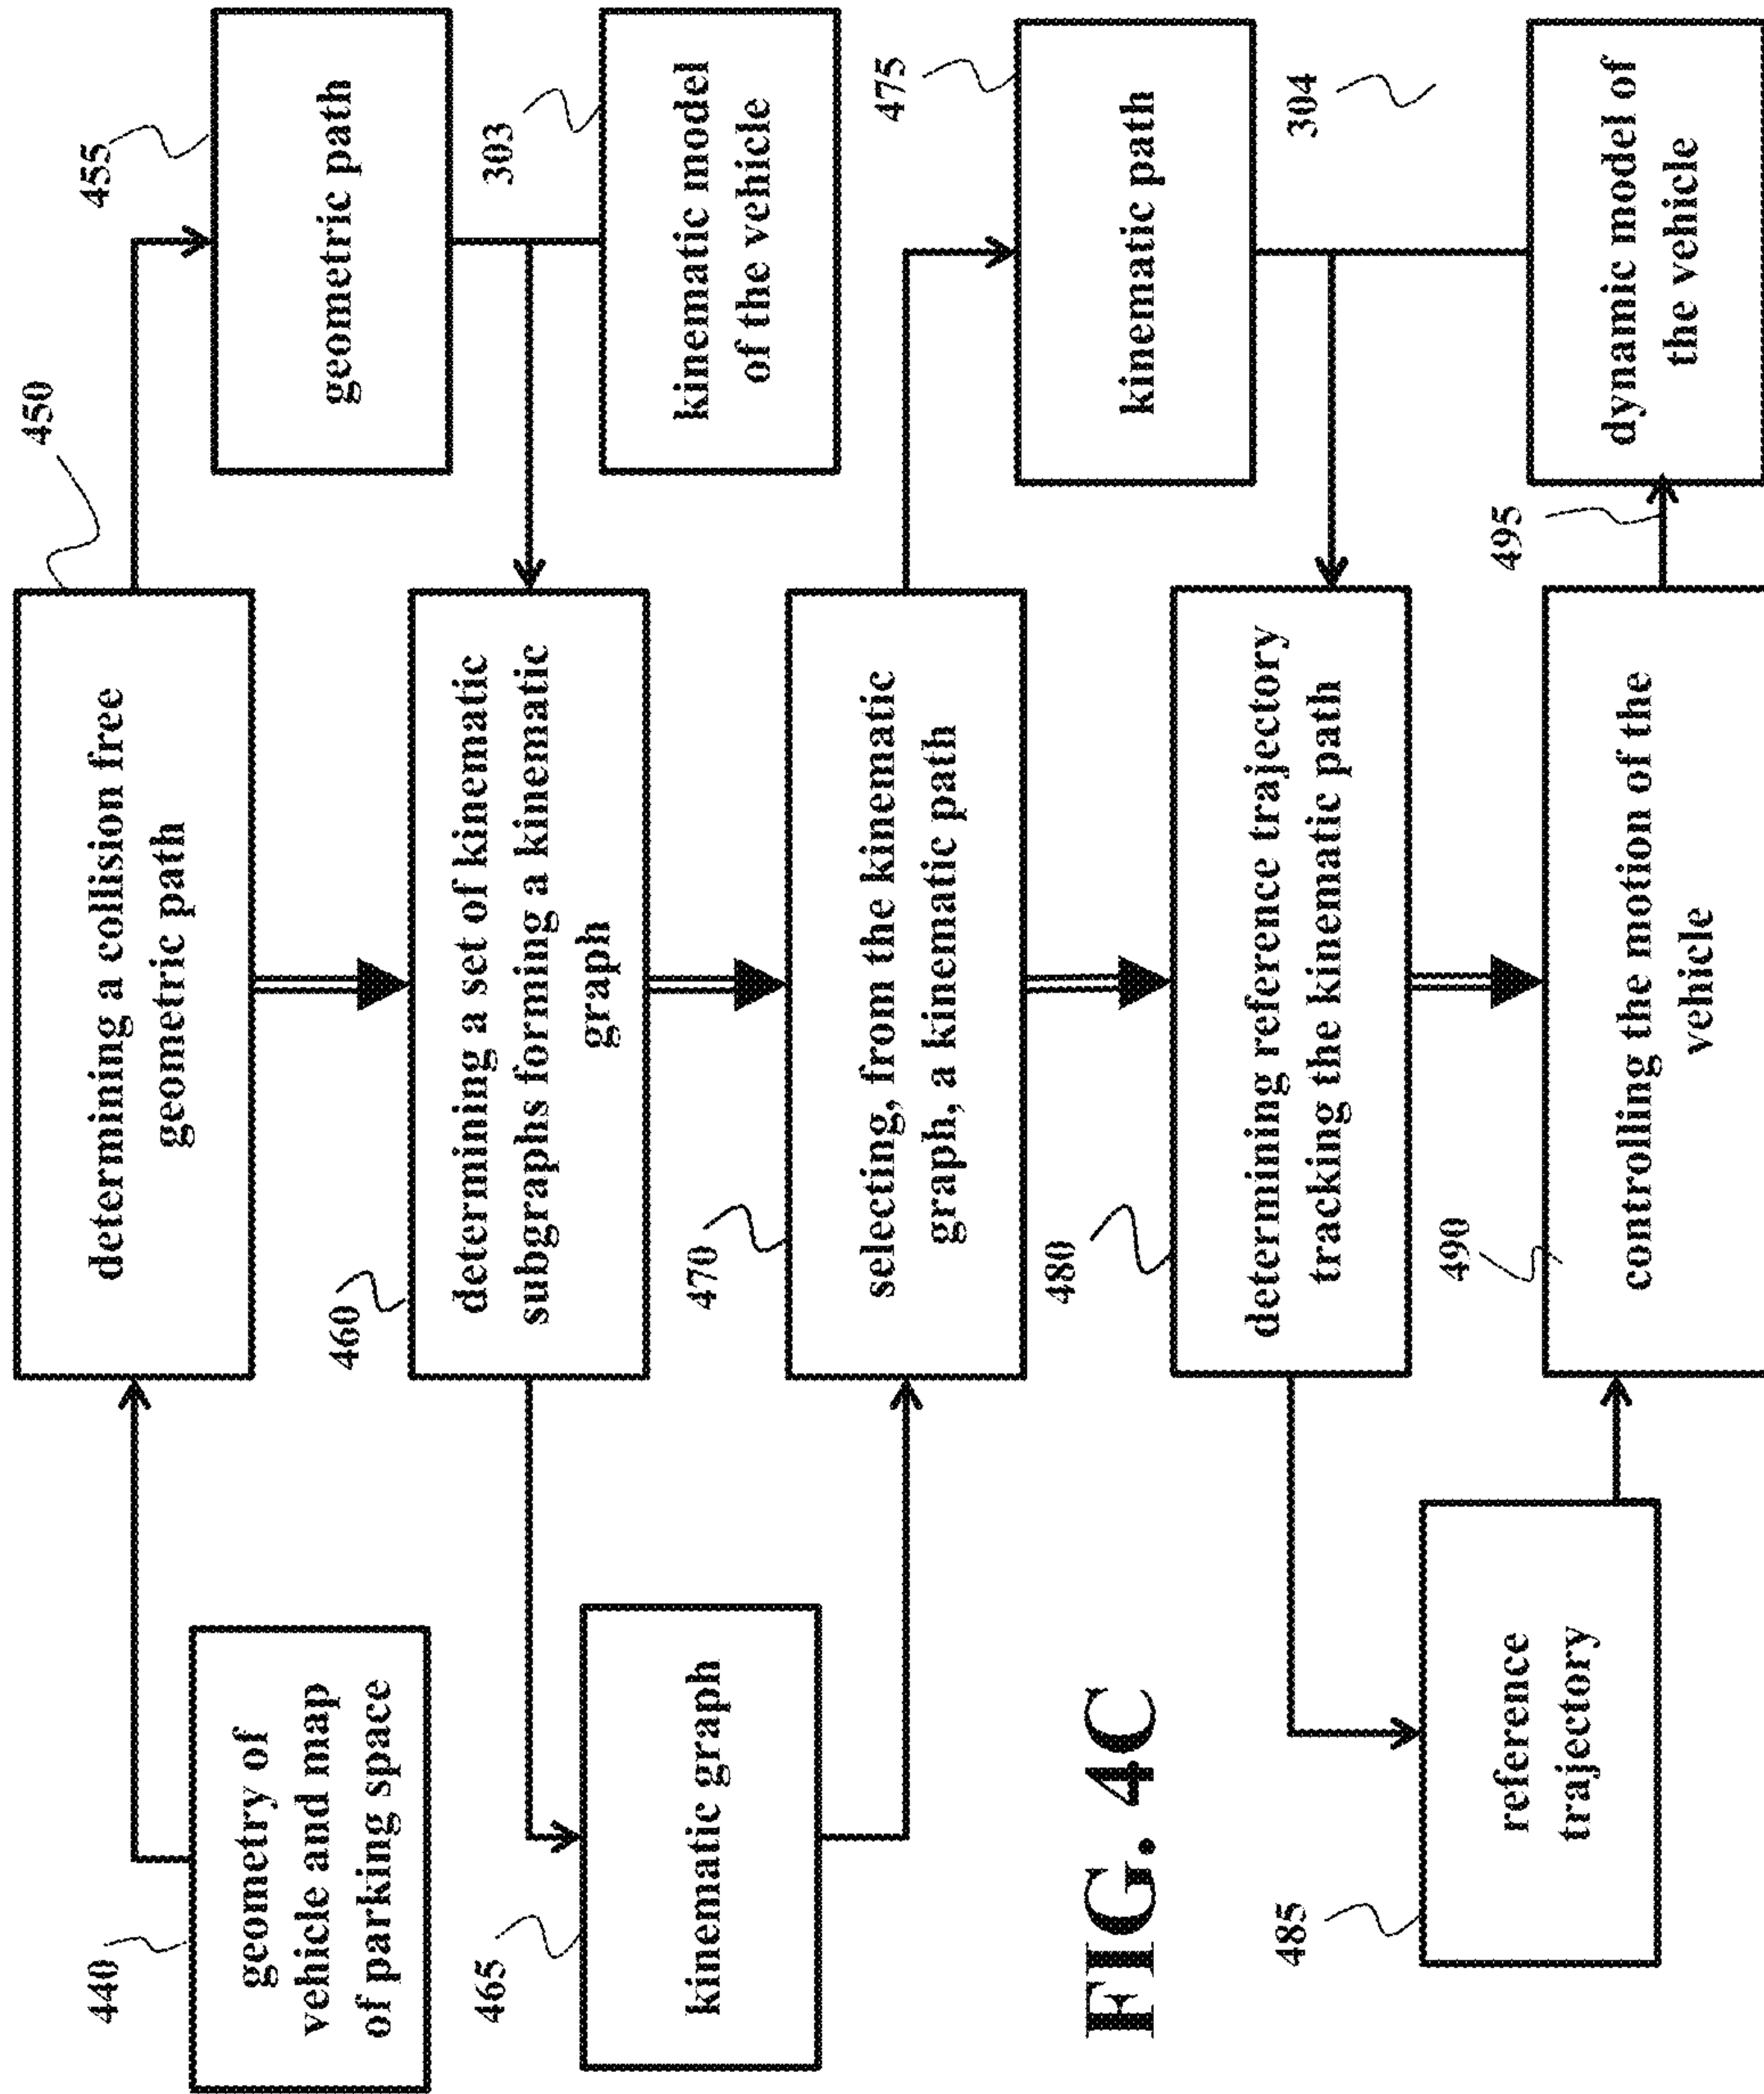 450
determining a collision free
geometric path
455
geometric path
440
geometry of
vehicle and map
of parking space
460
determining a set of kinematic
subgraphs forming a kinematic
graph
303
kinematic model
of the vehicle
465
kinematic graph
470
selecting, from the kinematic
graph, a kinematic path
475
kinematic path
480
determining reference trajectory
tracking the kinematic path
304
dynamic model of
the vehicle
485
reference
trajectory
490
controlling the motion of the
vehicle
495
FIG. 4C